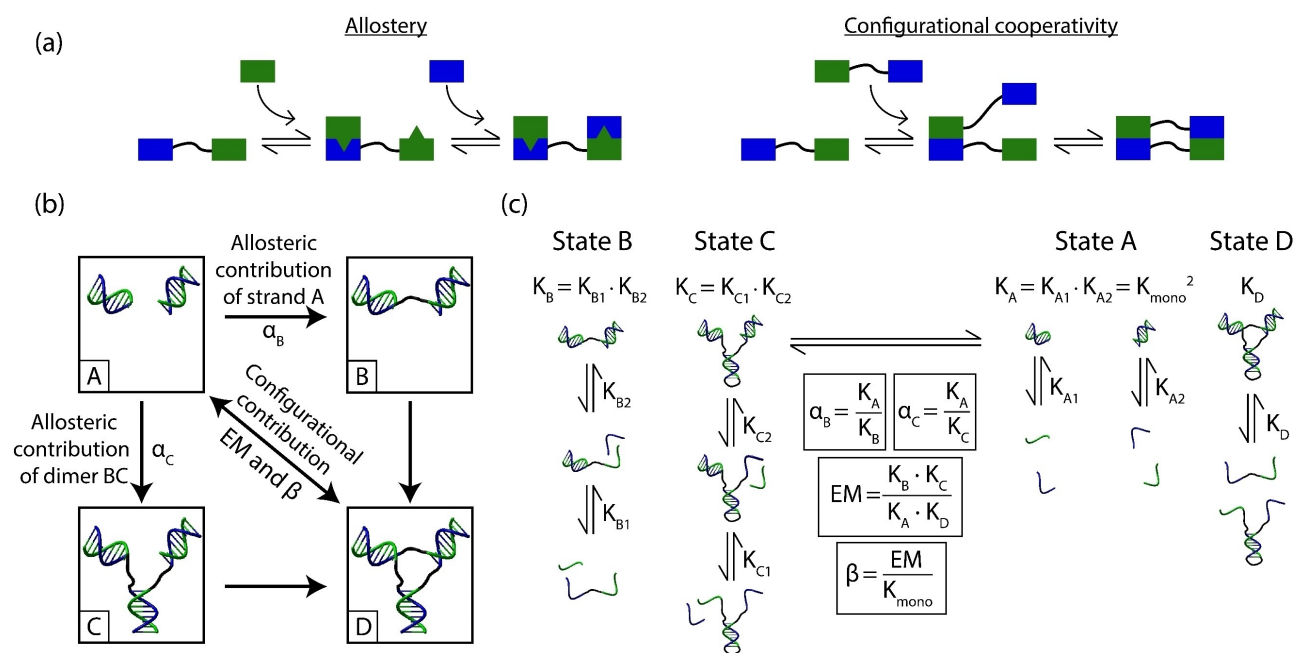 (a)
Allostery
Configurational cooperativity
(b)
Allosteric
contribution
of strand A
α_B
A
B
Configurational
contribution
EM and β
Allosteric
contribution
of dimer BC
α_C
C
D
(c)
State B
State C
State A
State D
K_B = K_B1 · K_B2
K_C = K_C1 · K_C2
K_A = K_A1 · K_A2 = K_mono²
K_D
K_B2
K_B1
K_C2
K_C1
α_B = K_A / K_B
α_C = K_A / K_C
EM = K_B · K_C / K_A · K_D
β = EM / K_mono
K_A1
K_A2
K_D